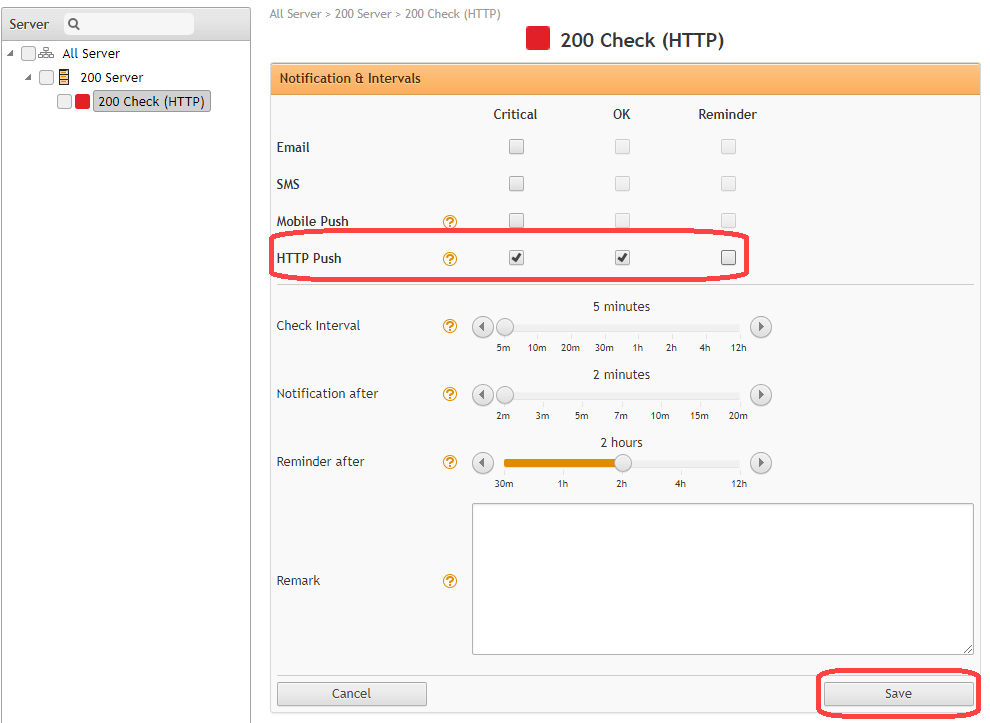 Server
All Server
200 Server
200 Check (HTTP)
All Server > 200 Server > 200 Check (HTTP)
200 Check (HTTP)
Notification & Intervals
Critical OK Reminder
Email
SMS
Mobile Push ?
HTTP Push ?
5 minutes
Check Interval ?
5m 10m 20m 30m 1h 2h 4h 12h
2 minutes
Notification after ?
2m 3m 5m 7m 10m 15m 20m
2 hours
Reminder after ?
30m 1h 2h 4h 12h
Remark ?
Cancel Save